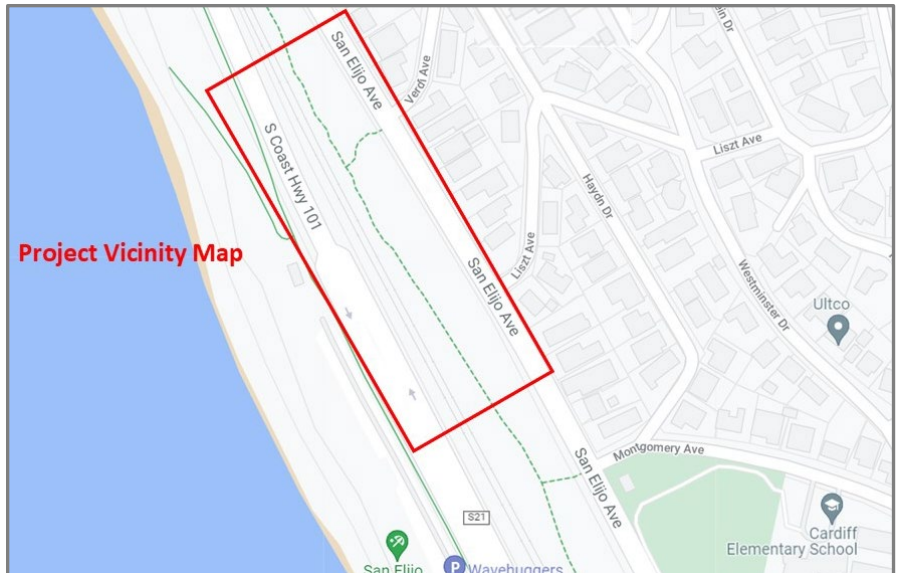 San Elijo Ave
Verdi Ave
S Coast Hwy 101
Liszt Ave
Haydn Dr
Project Vicinity Map
Liszt Ave
San Elijo Ave
Westminster Dr
Ultco
Montgomery Ave
San Elijo Ave
S21
Cardiff
Elementary School
San Elijo
P Wavehuggers